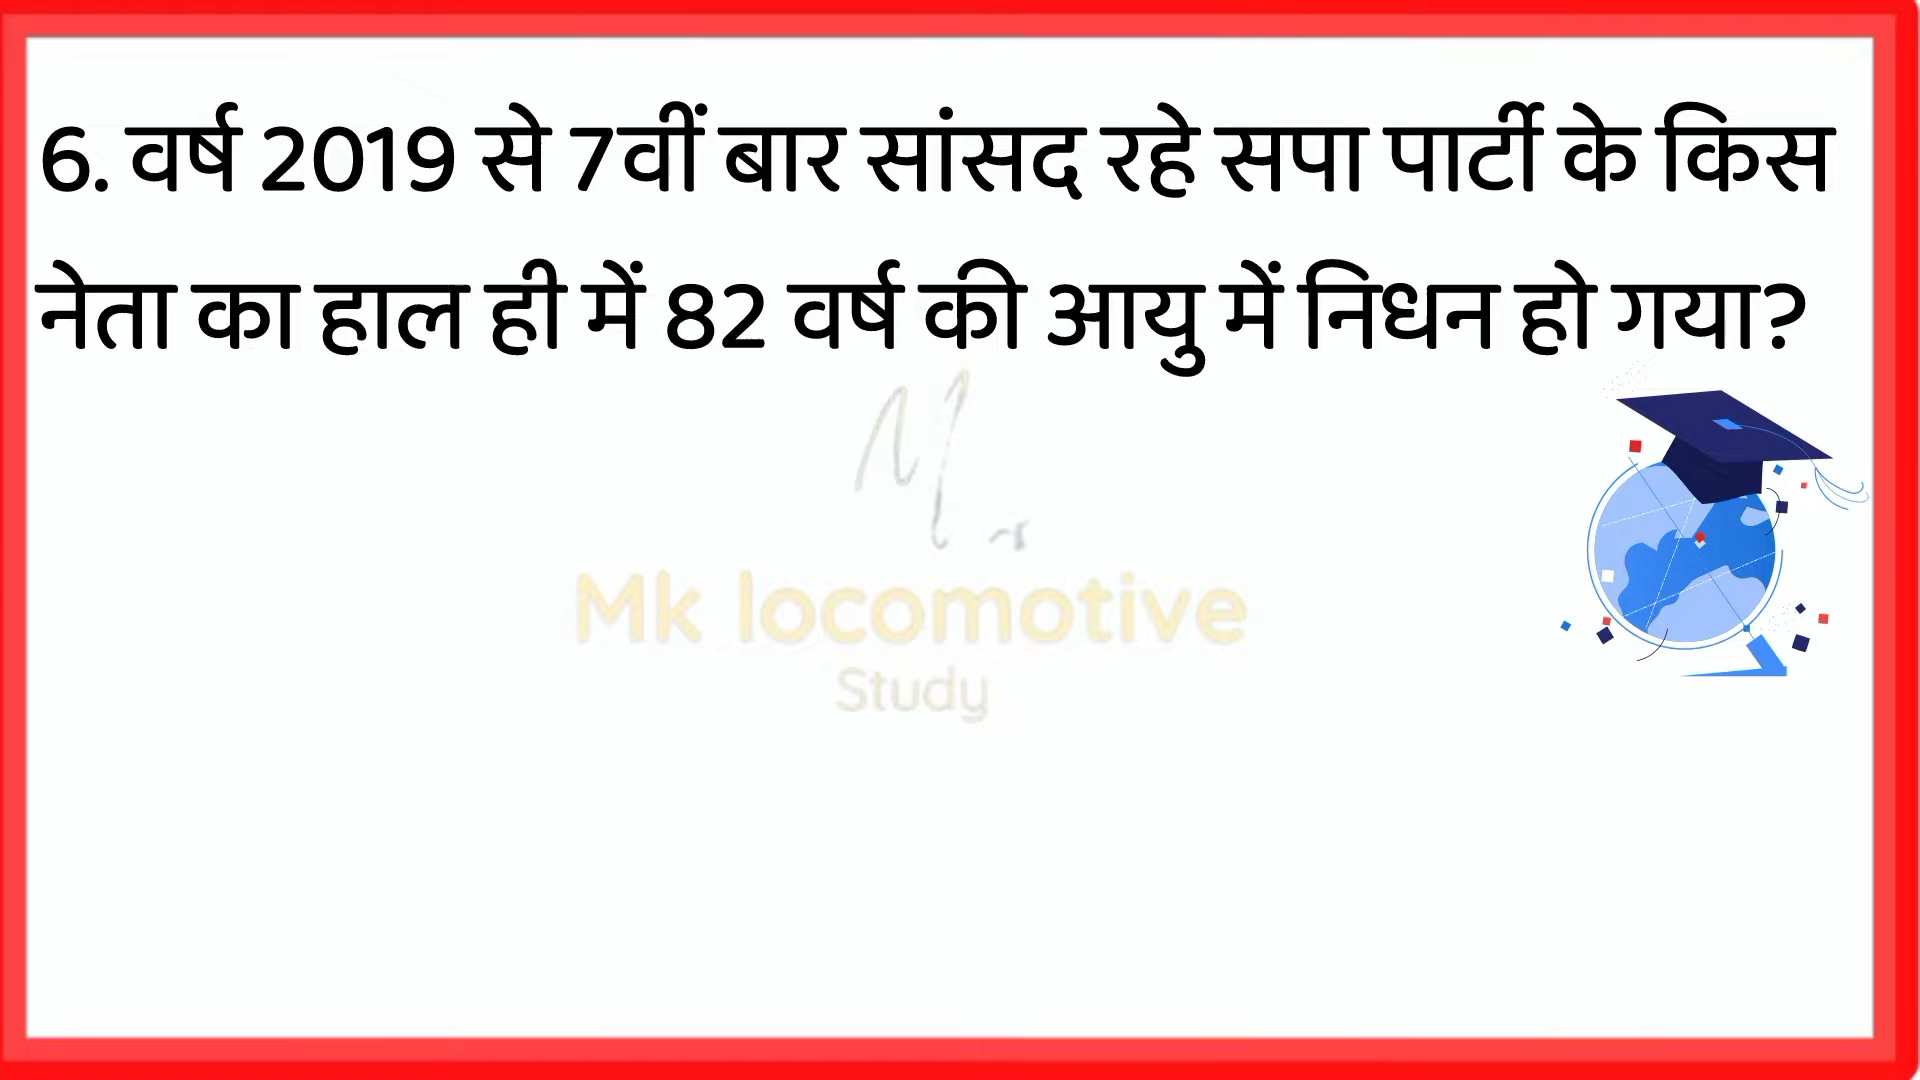 6. वर्ष 2019 से 7वीं बार सांसद रहे सपा पार्टी के किस
नेता का हाल ही में 82 वर्ष की आयु में निधन हो गया?
Mk locomotive
Study